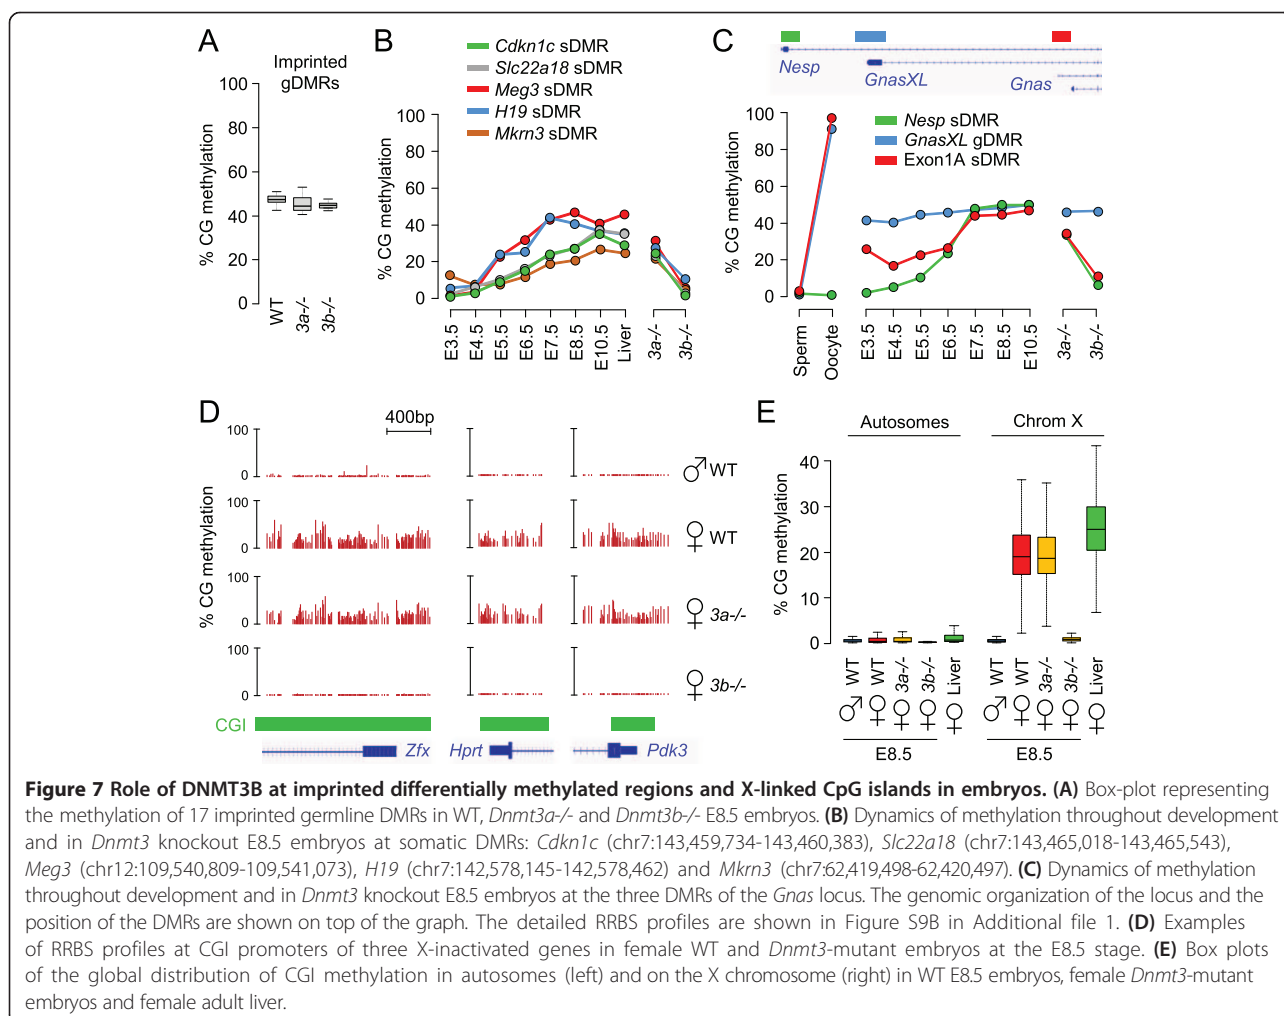 A
Imprinted
gDMRs
% CG methylation
100
80
60
40
20
0
WT
3a-/-
3b-/-
B
Cdkn1c sDMR
Slc22a18 sDMR
Meg3 sDMR
H19 sDMR
Mkrn3 sDMR
% CG methylation
100
80
60
40
20
0
E3.5
E4.5
E5.5
E6.5
E7.5
E8.5
E10.5
Liver
3a-/-
3b-/-
C
Nesp
GnasXL
Gnas
Nesp sDMR
GnasXL gDMR
Exon1A sDMR
% CG methylation
100
80
60
40
20
0
Sperm
Oocyte
E3.5
E4.5
E5.5
E6.5
E7.5
E8.5
E10.5
3a-/-
3b-/-
D
400bp
% CG methylation
100
0
♂ WT
100
0
♀ WT
100
0
♀ 3a-/-
100
0
♀ 3b-/-
CGI
Zfx
Hprt
Pdk3
E
Autosomes
Chrom X
% CG methylation
40
30
20
10
0
♂ WT
♀ WT
♀ 3a-/-
♀ 3b-/-
♀ Liver
E8.5
♂ WT
♀ WT
♀ 3a-/-
♀ 3b-/-
♀ Liver
E8.5
Figure 7 Role of DNMT3B at imprinted differentially methylated regions and X-linked CpG islands in embryos. (A) Box-plot representing
the methylation of 17 imprinted germline DMRs in WT, Dnmt3a-/- and Dnmt3b-/- E8.5 embryos. (B) Dynamics of methylation throughout development
and in Dnmt3 knockout E8.5 embryos at somatic DMRs: Cdkn1c (chr7:143,459,734-143,460,383), Slc22a18 (chr7:143,465,018-143,465,543),
Meg3 (chr12:109,540,809-109,541,073), H19 (chr7:142,578,145-142,578,462) and Mkrn3 (chr7:62,419,498-62,420,497). (C) Dynamics of methylation
throughout development and in Dnmt3 knockout E8.5 embryos at the three DMRs of the Gnas locus. The genomic organization of the locus and the
position of the DMRs are shown on top of the graph. The detailed RRBS profiles are shown in Figure S9B in Additional file 1. (D) Examples
of RRBS profiles at CGI promoters of three X-inactivated genes in female WT and Dnmt3-mutant embryos at the E8.5 stage. (E) Box plots
of the global distribution of CGI methylation in autosomes (left) and on the X chromosome (right) in WT E8.5 embryos, female Dnmt3-mutant
embryos and female adult liver.